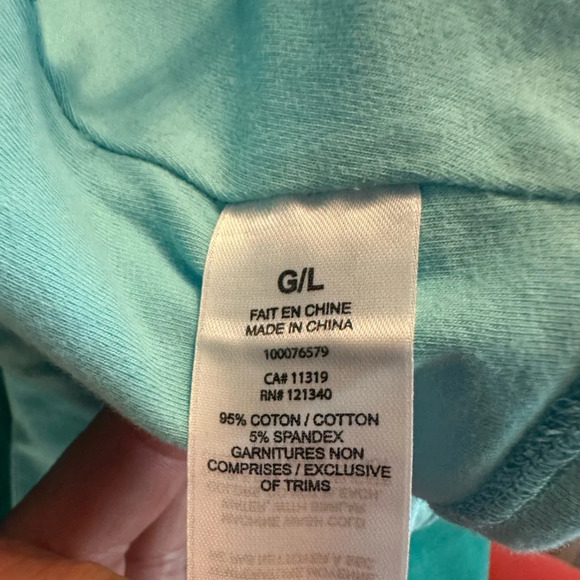 G/L
FAIT EN CHINE
MADE IN CHINA
100076579
CA# 11319
RN# 121340
95% COTON / COTTON
5% SPANDEX
GARNITURES NON
COMPRISES / EXCLUSIVE
OF TRIMS